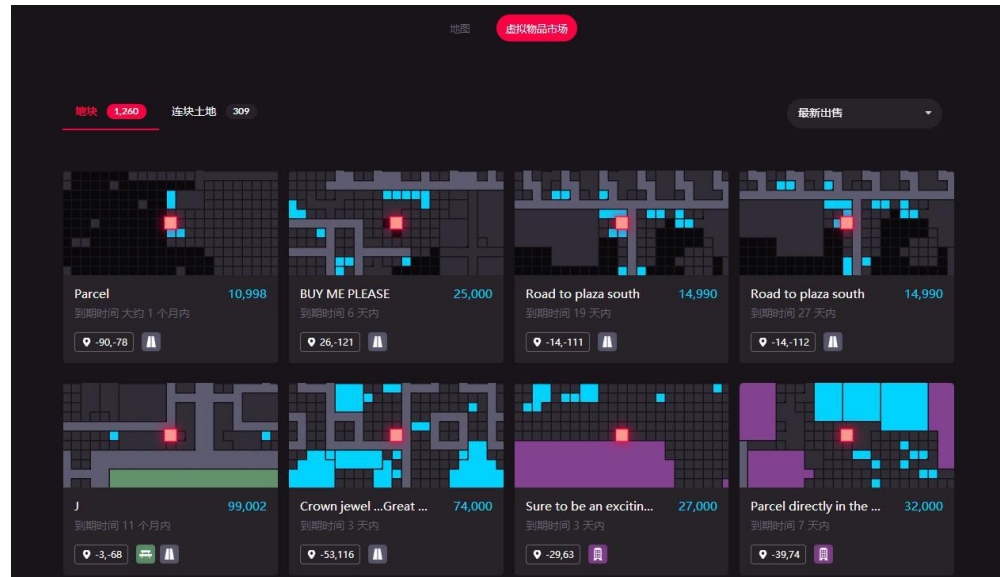 地图 虚拟物品市场
地块 1,260 连块土地 309 最新出售
Parcel 10,998
到期时间 大约 1 个月内
-90,-78
BUY ME PLEASE 25,000
到期时间 6 天内
26,-121
Road to plaza south 14,990
到期时间 19 天内
-14,-111
Road to plaza south 14,990
到期时间 27 天内
-14,-112
J 99,002
到期时间 11 个月内
-3,-68
Crown jewel ...Great ... 74,000
到期时间 3 天内
-53,116
Sure to be an excitin... 27,000
到期时间 3 天内
-29,63
Parcel directly in the ... 32,000
到期时间 7 天内
-39,74